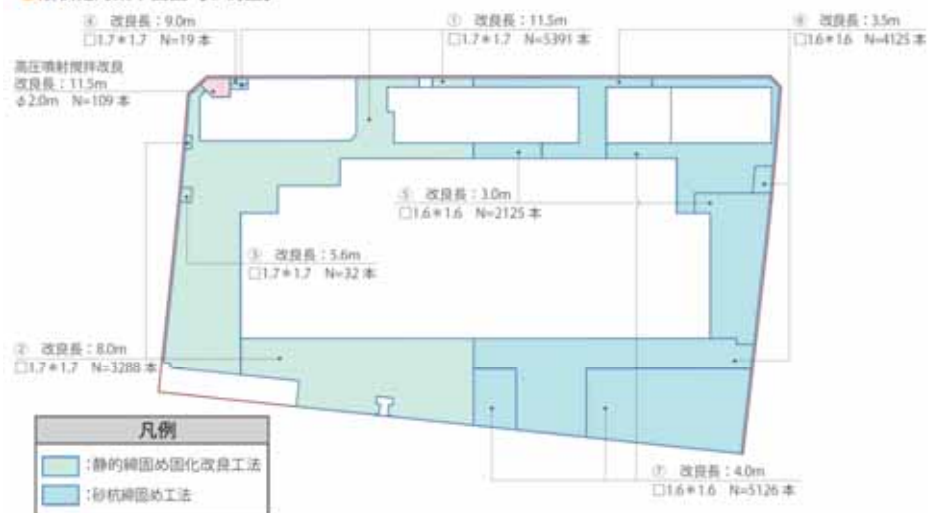 ④ 改良長：9.0m
□1.7＊1.7 N=19 本
① 改良長：11.5m
□1.7＊1.7 N=5391 本
⑥ 改良長：3.5m
□1.6＊1.6 N=4125 本
高圧噴射撹拌改良
改良長：11.5m
φ2.0m N=109 本
⑤ 改良長：3.0m
□1.6＊1.6 N=2125 本
③ 改良長：5.6m
□1.7＊1.7 N=32 本
② 改良長：8.0m
□1.7＊1.7 N=3288 本
凡例
：静的締固め固化改良工法
：砂杭締固め工法
⑦ 改良長：4.0m
□1.6＊1.6 N=5126 本